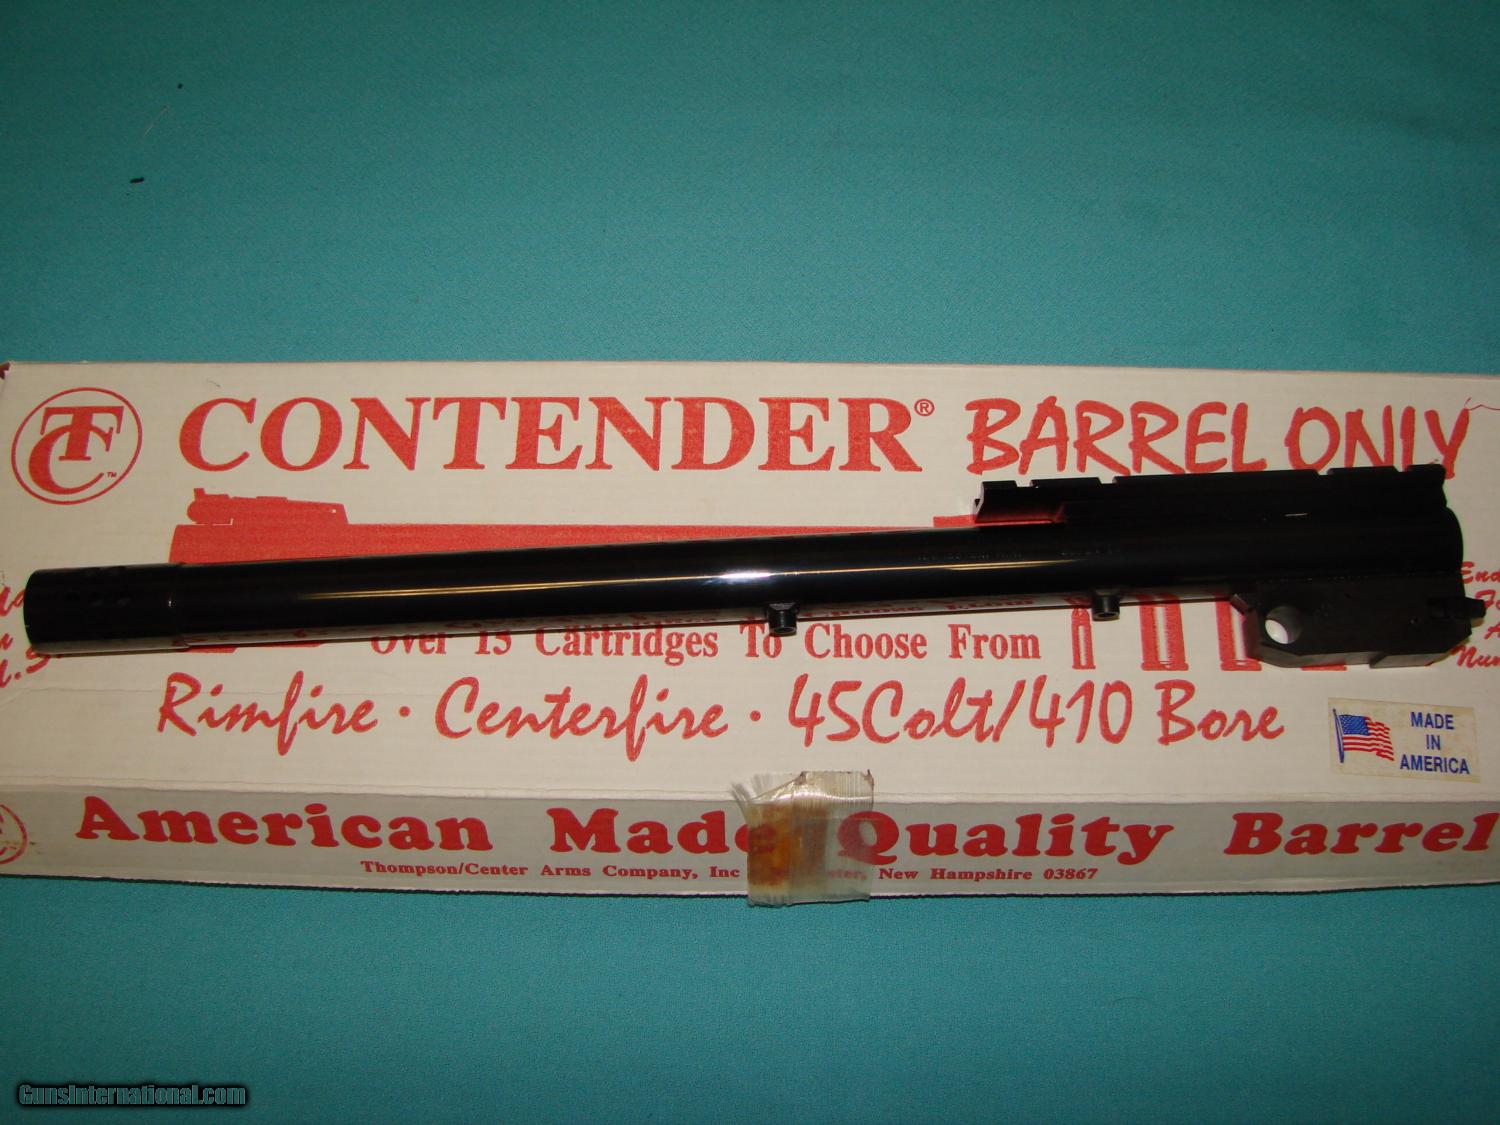 TC™
CONTENDER® BARREL ONLY
Over 15 Cartridges To Choose From
Rimfire · Centerfire · 45Colt/410 Bore
MADE
IN
AMERICA
American Made Quality Barrel
Thompson/Center Arms Company, Inc New Hampshire 03867
GunsInternational.com